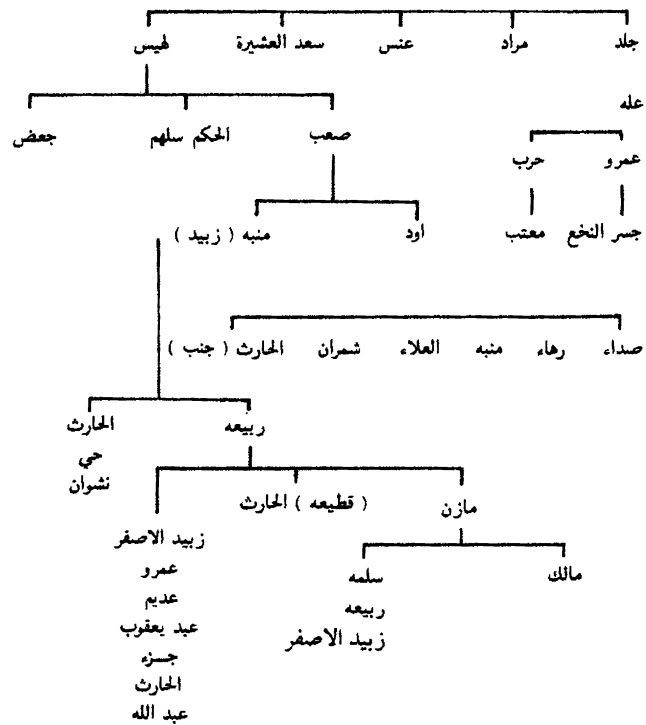 جلد مراد عنس سعد العشيرة لهيس
عله
عمرو حرب
صعب الحكم سلهم جعض
جسر النخع معتب
اود منبه ( زبيد )
صداء رهاء منبه العلاء شمران الحارث ( جنب )
ربيعه الحارث
حي
نشوان
مازن ( قطيعه ) الحارث
زبيد الاصفر
عمرو
عديم
عبد يعقوب
جزء
الحارث
عبد الله
مالك سلمه
ربيعه
زبيد الاصفر